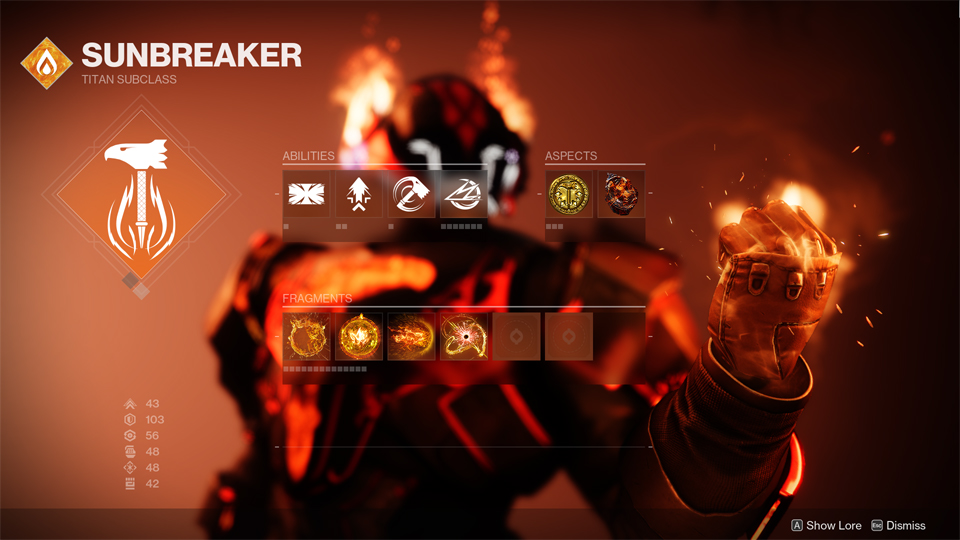 SUNBREAKER
TITAN SUBCLASS
ABILITIES
ASPECTS
FRAGMENTS
43
103
56
48
48
42
A Show Lore Esc Dismiss